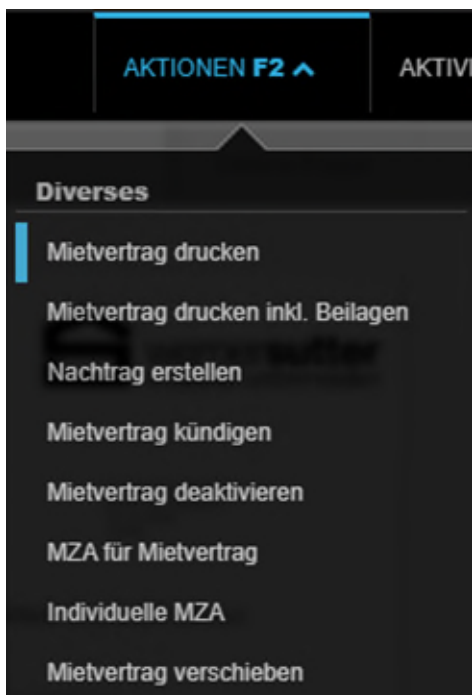 AKTIONEN F2
Diverses
Mietvertrag drucken
Mietvertrag drucken inkl. Beilagen
Nachtrag erstellen
Mietvertrag kündigen
Mietvertrag deaktivieren
MZA für Mietvertrag
Individuelle MZA
Mietvertrag verschieben